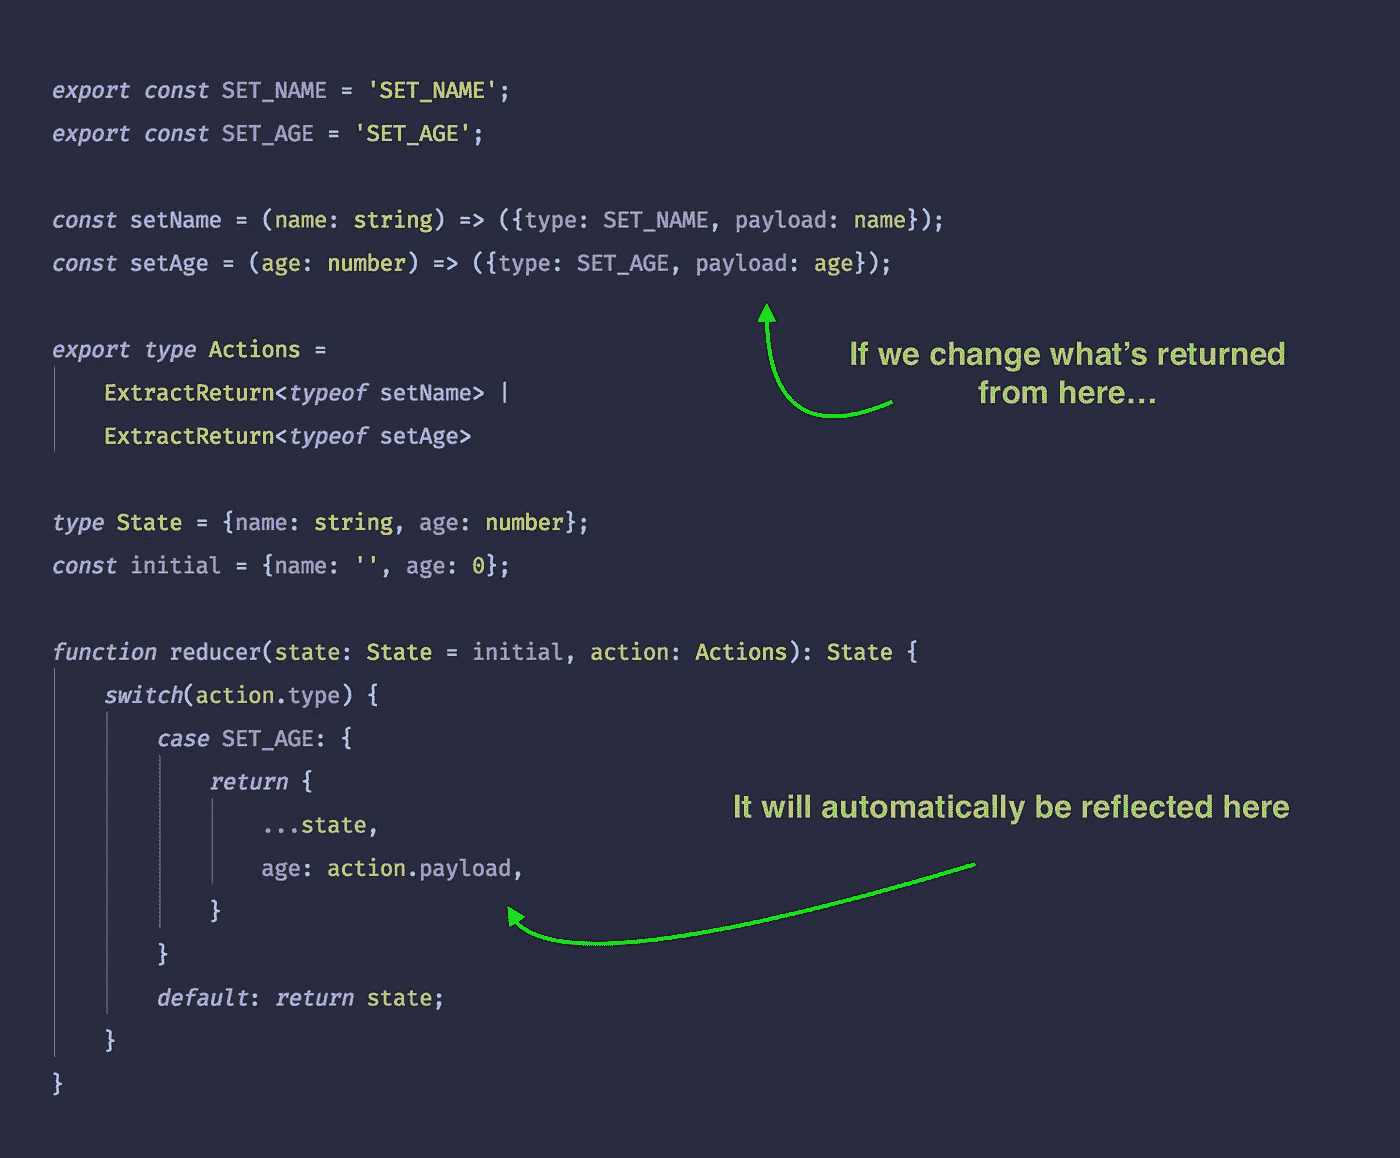 export const SET_NAME = 'SET_NAME';
export const SET_AGE = 'SET_AGE';
const setName = (name: string) => ({type: SET_NAME, payload: name});
const setAge = (age: number) => ({type: SET_AGE, payload: age});
If we change what’s returned
from here...
export type Actions =
ExtractReturn<typeof setName> |
ExtractReturn<typeof setAge>
type State = {name: string, age: number};
const initial = {name: '', age: 0};
function reducer(state: State = initial, action: Actions): State {
switch(action.type) {
case SET_AGE: {
return {
...state,
It will automatically be reflected here
age: action.payload,
}
}
default: return state;
}
}